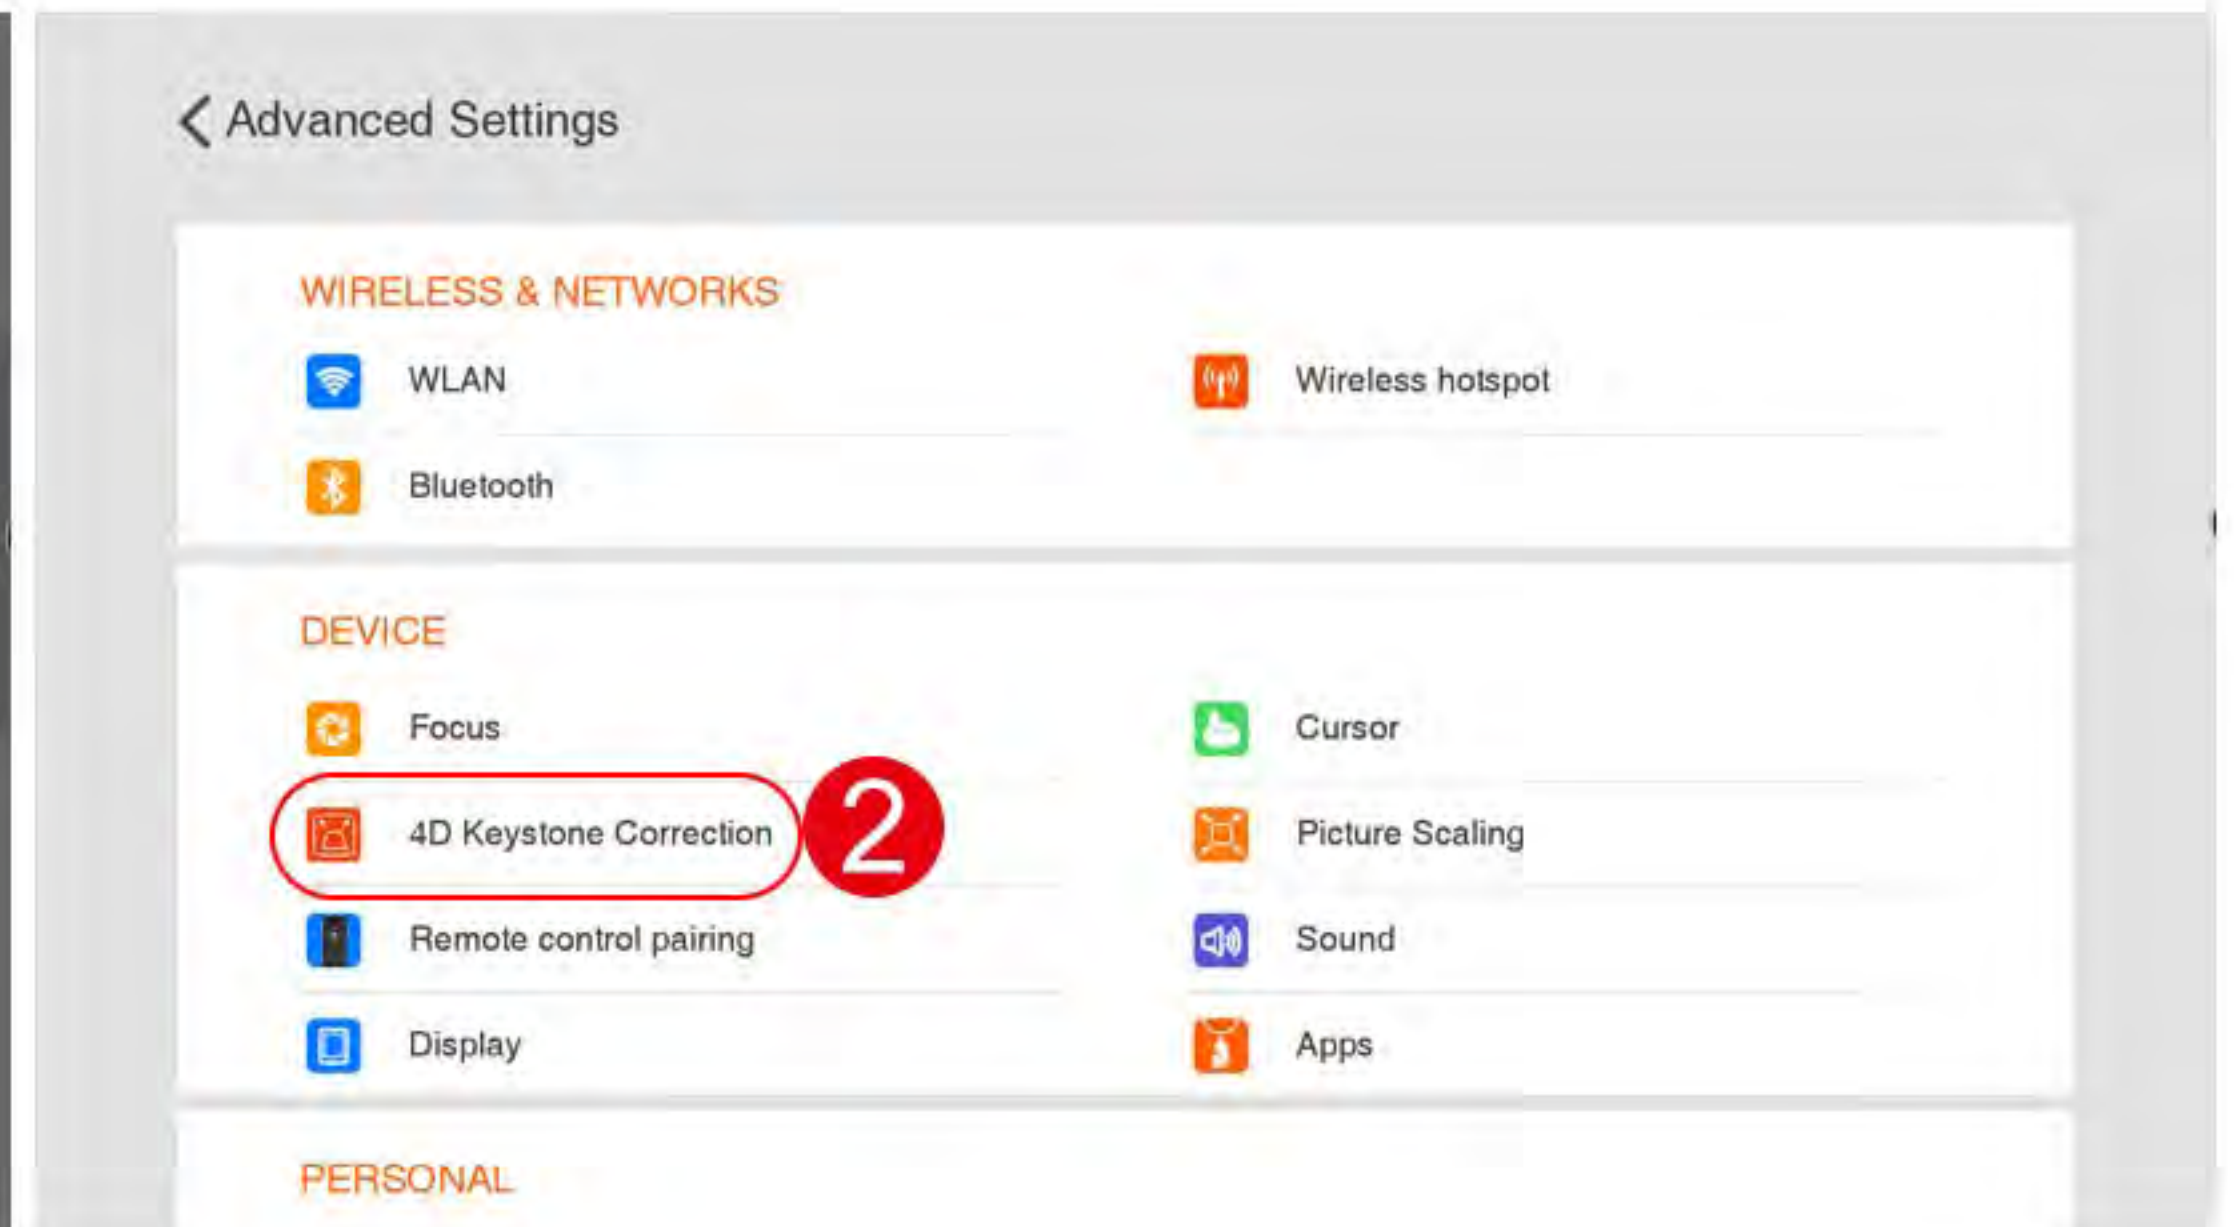 Advanced Settings
WIRELESS & NETWORKS
WLAN
Wireless hotspot
Bluetooth
DEVICE
Focus
Cursor
4D Keystone Correction
2
Picture Scaling
Remote control pairing
Sound
Display
Apps
PERSONAL